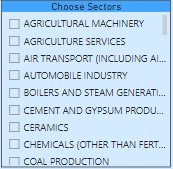 Choose Sectors
AGRICULTURAL MACHINERY
AGRICULTURE SERVICES
AIR TRANSPORT (INCLUDING AI...
AUTOMOBILE INDUSTRY
BOILERS AND STEAM GENERATI...
CEMENT AND GYPSUM PRODU...
CERAMICS
CHEMICALS (OTHER THAN FERT...
COAL PRODUCTION